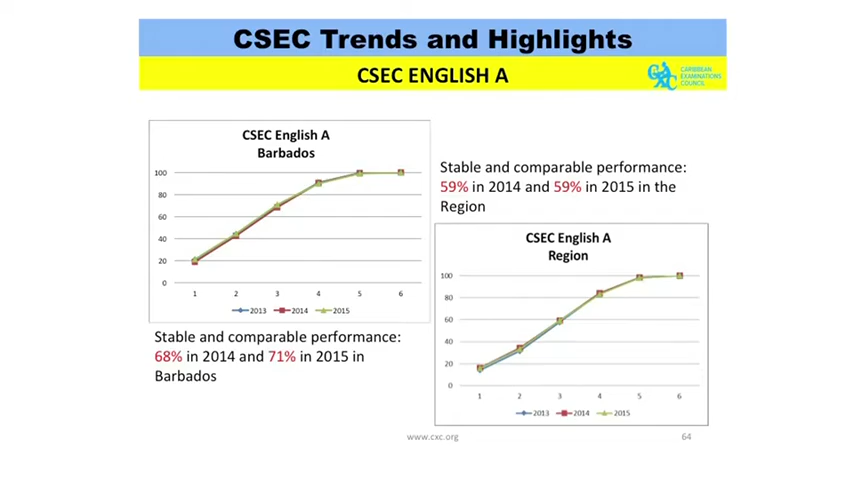 CSEC Trends and Highlights
CSEC ENGLISH A
CXC
CARIBBEAN
EXAMINATIONS
COUNCIL
CSEC English A
Barbados
100
80
60
40
20
0
1 2 3 4 5 6
2013 2014 2015
Stable and comparable performance:
68% in 2014 and 71% in 2015 in
Barbados
Stable and comparable performance:
59% in 2014 and 59% in 2015 in the
Region
CSEC English A
Region
100
80
60
40
20
0
1 2 3 4 5 6
2013 2014 2015
www.cxc.org
64